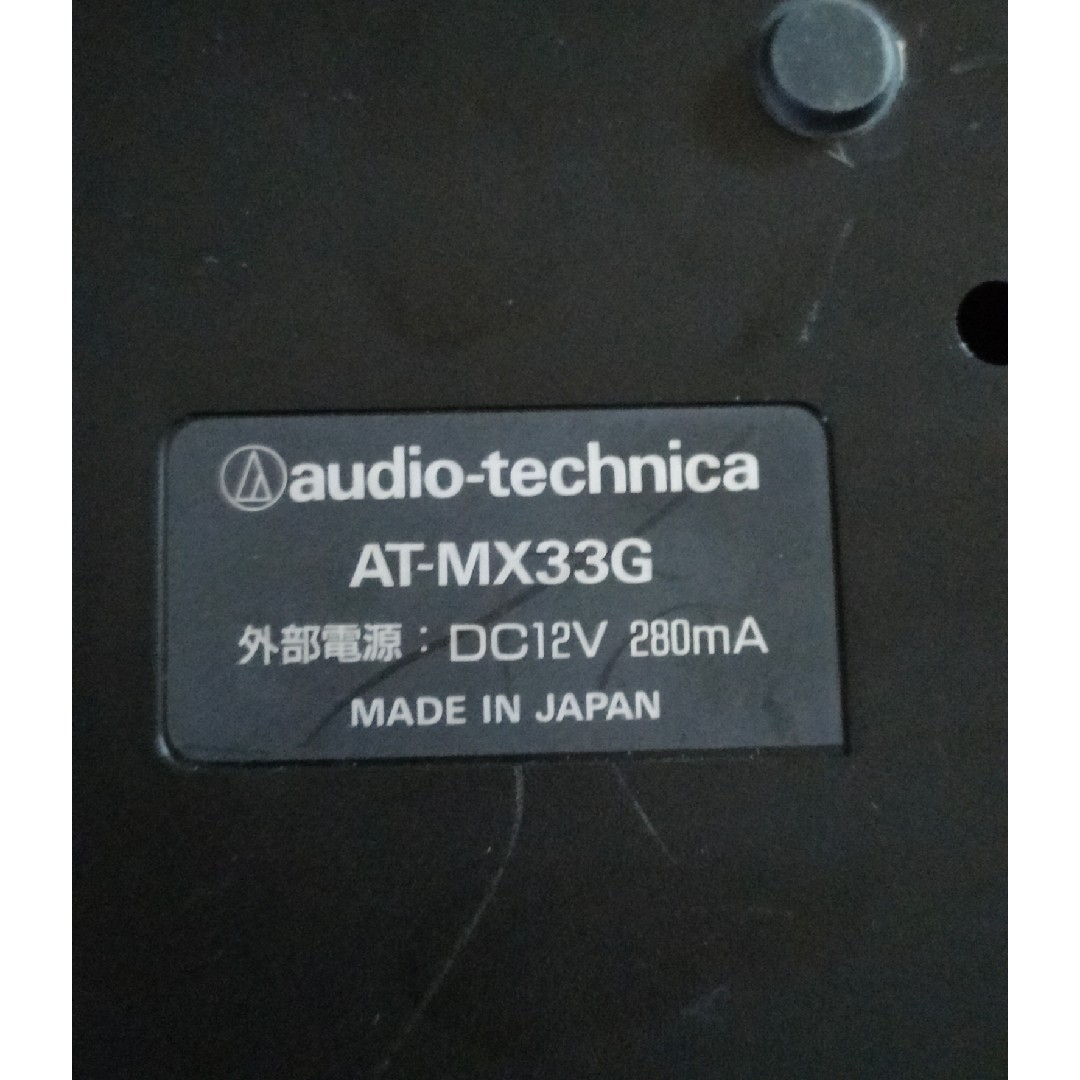 audio-technica
AT-MX33G
外部電源：DC12V 280mA
MADE IN JAPAN